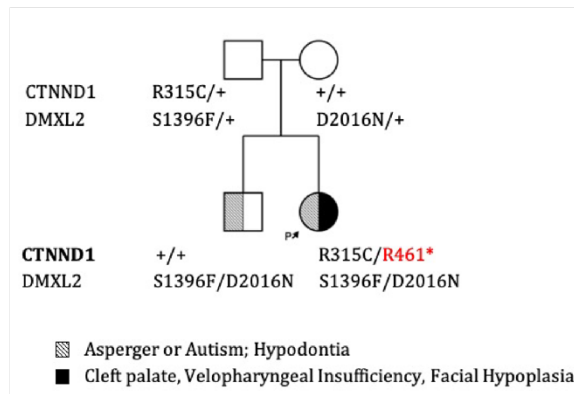 CTNND1 R315C/+ +/+
DMXL2 S1396F/+ D2016N/+
P
CTNND1 +/+ R315C/R461*
DMXL2 S1396F/D2016N S1396F/D2016N
Asperger or Autism; Hypodontia
Cleft palate, Velopharyngeal Insufficiency, Facial Hypoplasia